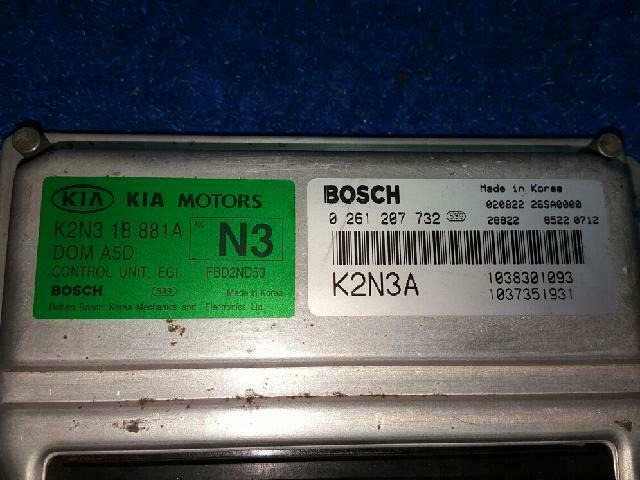 KIA KIA MOTORS
K2N3 18 881A
N3
DOM A5D
CONTROL UNIT, EGI FBD2ND50
BOSCH 539 Made in Korea
Robert Bosch Korea Mechanics and Electronics Ltd.
BOSCH Made in Korea
020822 26SA0000
0 261 207 732 28822 8522 0712
K2N3A 1038301093
1037351931